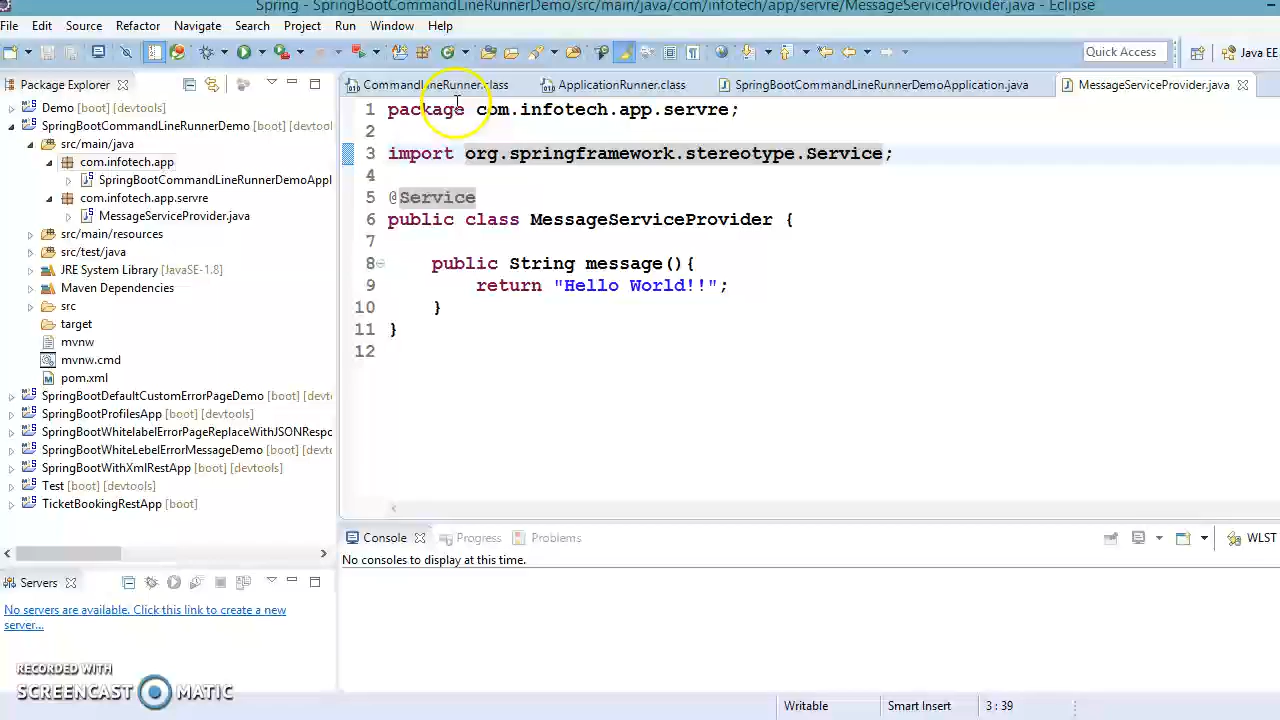 Spring - SpringBootCommandLineRunnerDemo/src/main/java/com/infotech/app/servre/MessageServiceProvider.java - Eclipse
File Edit Source Refactor Navigate Search Project Run Window Help
Quick Access
Java EE
Package Explorer
CommandLineRunner.class
ApplicationRunner.class
SpringBootCommandLineRunnerDemoApplication.java
MessageServiceProvider.java
Demo [boot] [devtools]
SpringBootCommandLineRunnerDemo [boot] [devtools]
src/main/java
com.infotech.app
SpringBootCommandLineRunnerDemoAppl
com.infotech.app.servre
MessageServiceProvider.java
src/main/resources
src/test/java
JRE System Library [JavaSE-1.8]
Maven Dependencies
src
target
mvnw
mvnw.cmd
pom.xml
SpringBootDefaultCustomErrorPageDemo [boot] [devtools]
SpringBootProfilesApp [boot] [devtools]
SpringBootWhitelabelErrorPageReplaceWithJSONRespo
SpringBootWhiteLebelErrorMessageDemo [boot] [devtools]
SpringBootWithXmlRestApp [boot] [devtools]
Test [boot] [devtools]
TicketBookingRestApp [boot]
1 package com.infotech.app.servre;
2
3 import org.springframework.stereotype.Service;
4
5 @Service
6 public class MessageServiceProvider {
7
8 public String message(){
9 return "Hello World!!";
10 }
11 }
12
Console Progress Problems
WLST
No consoles to display at this time.
Servers
No servers are available. Click this link to create a new
server...
RECORDED WITH
SCREENCAST MATIC
Writable
Smart Insert
3 : 39